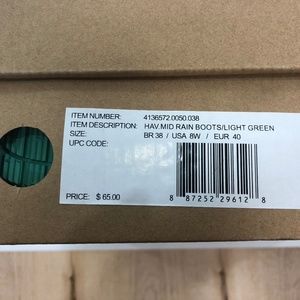 ITEM NUMBER: 4136572.0050.038
ITEM DESCRIPTION: HAV.MID RAIN BOOTS/LIGHT GREEN
SIZE: BR 38 / USA 8W / EUR 40
UPC CODE:
PRICE: $ 65.00
8 87252 29612 8